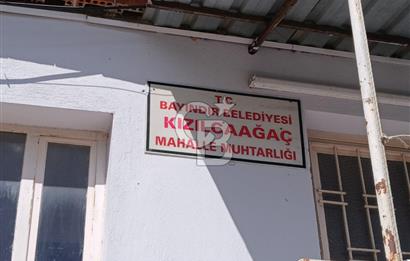 T.C.
BAYINDIR BELEDİYESİ
KIZILCAAĞAÇ
MAHALLE MUHTARLIĞI